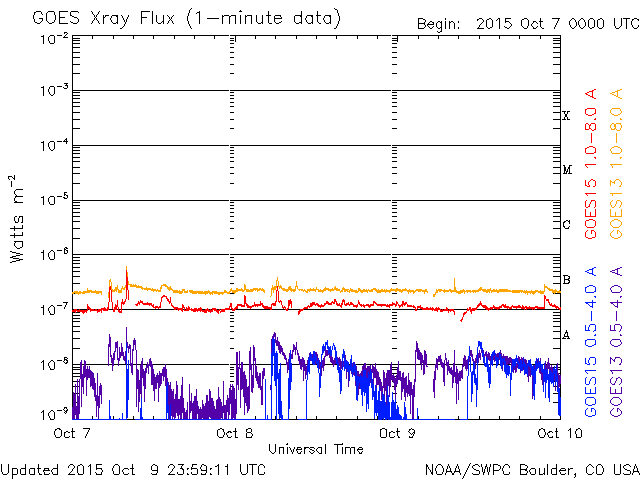 GOES Xray Flux (1-minute data)
Begin: 2015 Oct 7 0000 UTC
10-2
10-3
10-4
10-5
10-6
10-7
10-8
10-9
Watts m-2
X
M
C
B
A
GOES15 1.0-8.0 A
GOES13 1.0-8.0 A
GOES15 0.5-4.0 A
GOES13 0.5-4.0 A
Oct 7
Oct 8
Oct 9
Oct 10
Universal Time
Updated 2015 Oct 9 23:59:11 UTC
NOAA/SWPC Boulder, CO USA